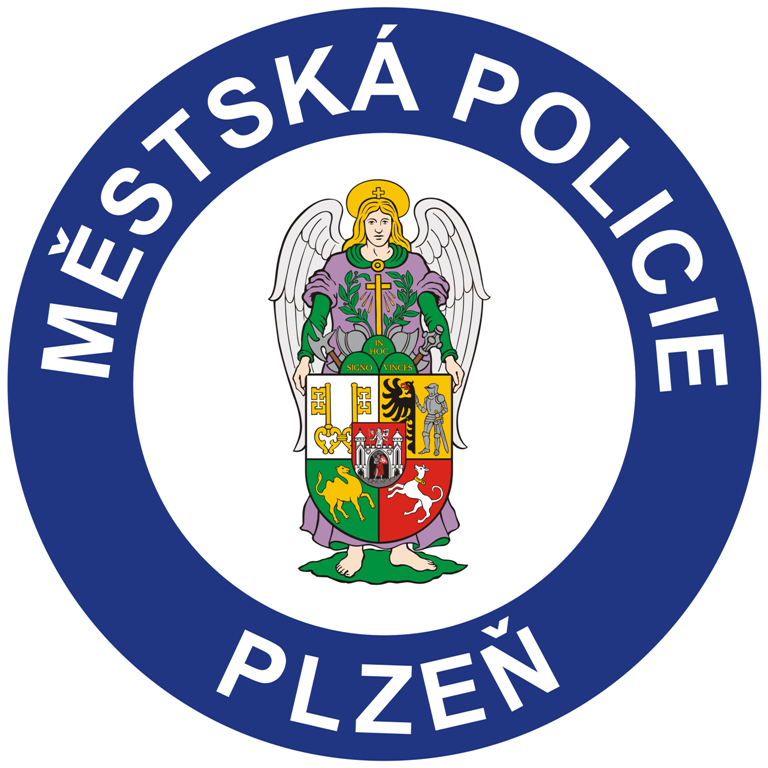 MĚSTSKÁ POLICIE
IN
HOC
SIGNO VINCES
PLZEŇ